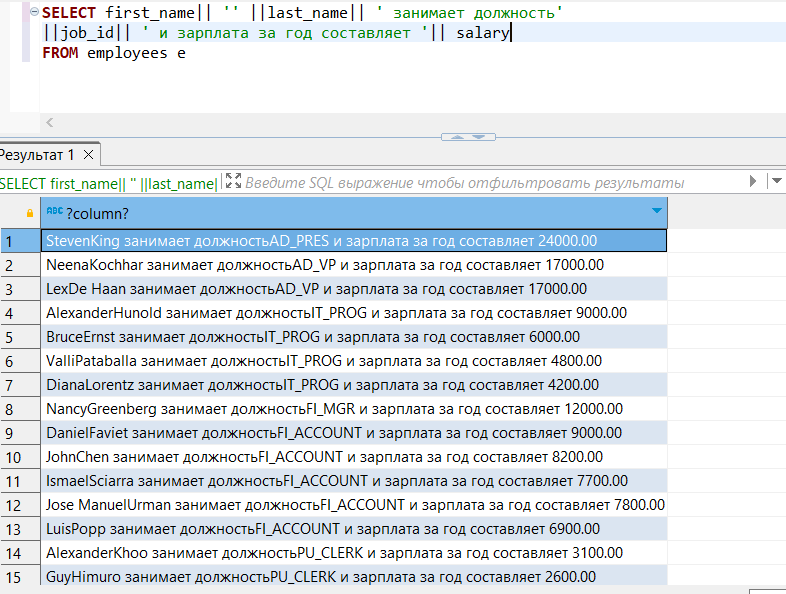 SELECT first_name|| '' ||last_name|| ' занимает должность'
||job_id|| ' и зарплата за год составляет '|| salary
FROM employees e
Результат 1
SELECT first_name|| '' ||last_name| Введите SQL выражение чтобы отфильтровать результаты
ABC ?column?
1 StevenKing занимает должностьAD_PRES и зарплата за год составляет 24000.00
2 NeenaKochhar занимает должностьAD_VP и зарплата за год составляет 17000.00
3 LexDe Haan занимает должностьAD_VP и зарплата за год составляет 17000.00
4 AlexanderHunold занимает должностьIT_PROG и зарплата за год составляет 9000.00
5 BruceErnst занимает должностьIT_PROG и зарплата за год составляет 6000.00
6 ValliPataballa занимает должностьIT_PROG и зарплата за год составляет 4800.00
7 DianaLorentz занимает должностьIT_PROG и зарплата за год составляет 4200.00
8 NancyGreenberg занимает должностьFI_MGR и зарплата за год составляет 12000.00
9 DanielFaviet занимает должностьFI_ACCOUNT и зарплата за год составляет 9000.00
10 JohnChen занимает должностьFI_ACCOUNT и зарплата за год составляет 8200.00
11 IsmaelSciarra занимает должностьFI_ACCOUNT и зарплата за год составляет 7700.00
12 Jose ManuelUrman занимает должностьFI_ACCOUNT и зарплата за год составляет 7800.00
13 LuisPopp занимает должностьFI_ACCOUNT и зарплата за год составляет 6900.00
14 AlexanderKhoo занимает должностьPU_CLERK и зарплата за год составляет 3100.00
15 GuyHimuro занимает должностьPU_CLERK и зарплата за год составляет 2600.00